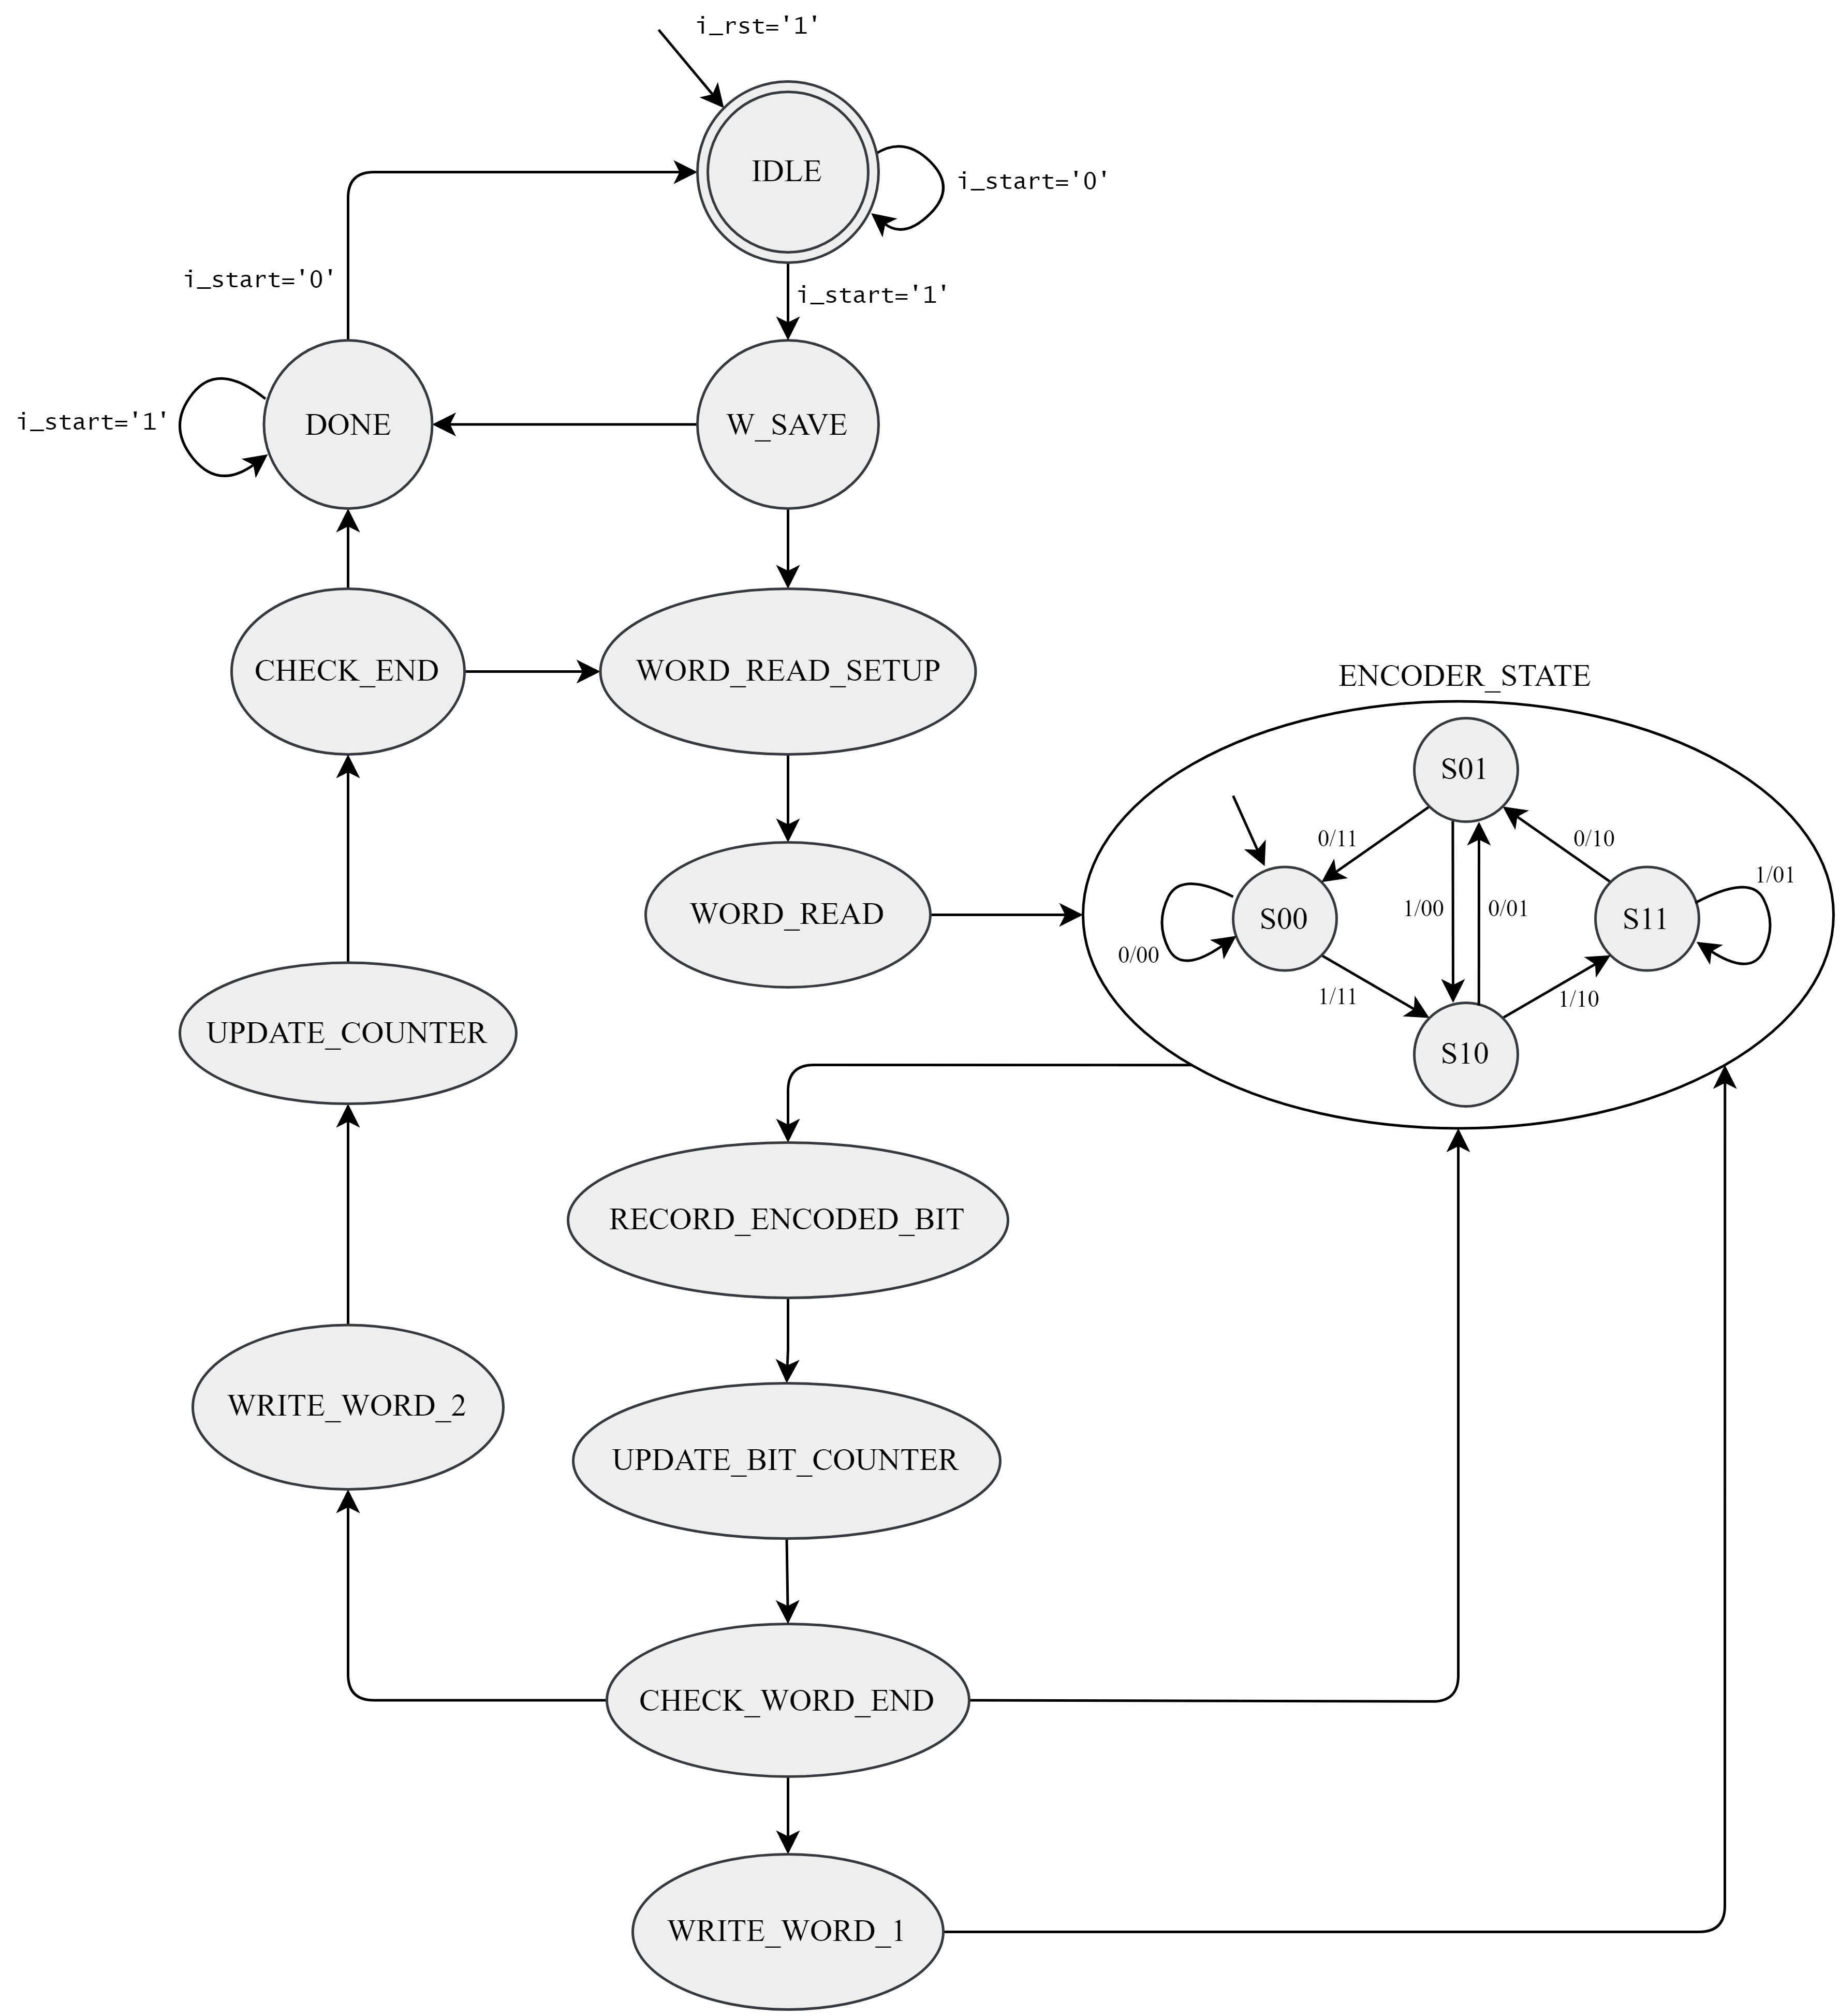 i_rst='1'
IDLE
i_start='0'
i_start='0'
i_start='1'
i_start='1'
DONE
W_SAVE
CHECK_END
WORD_READ_SETUP
ENCODER_STATE
S01
0/11
0/10
1/01
WORD_READ
S00
1/00
0/01
S11
0/00
1/11
1/10
UPDATE_COUNTER
S10
RECORD_ENCODED_BIT
WRITE_WORD_2
UPDATE_BIT_COUNTER
CHECK_WORD_END
WRITE_WORD_1